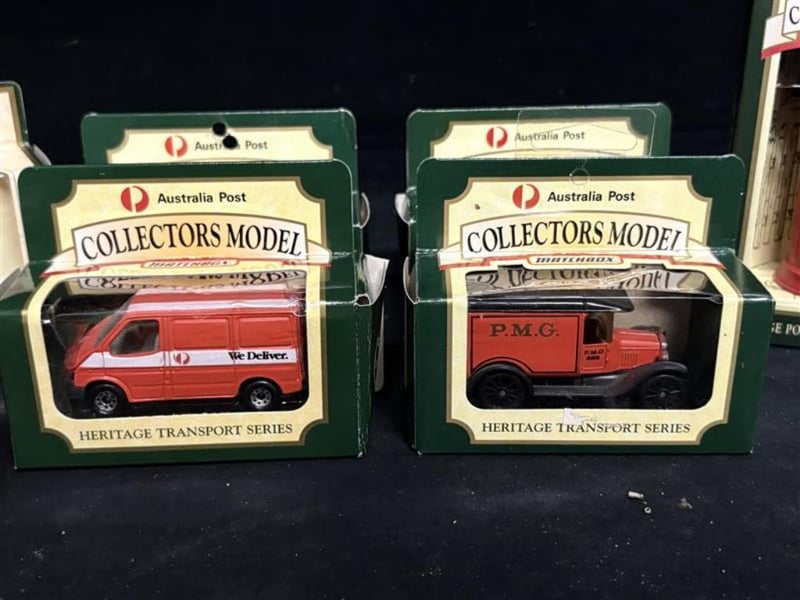 Australia Post
Australia Post
Australia Post
COLLECTORS MODEL
MATCHBOX
We Deliver.
HERITAGE TRANSPORT SERIES
Australia Post
COLLECTORS MODEL
MATCHBOX
P.M.G.
P.M.G.
HERITAGE TRANSPORT SERIES